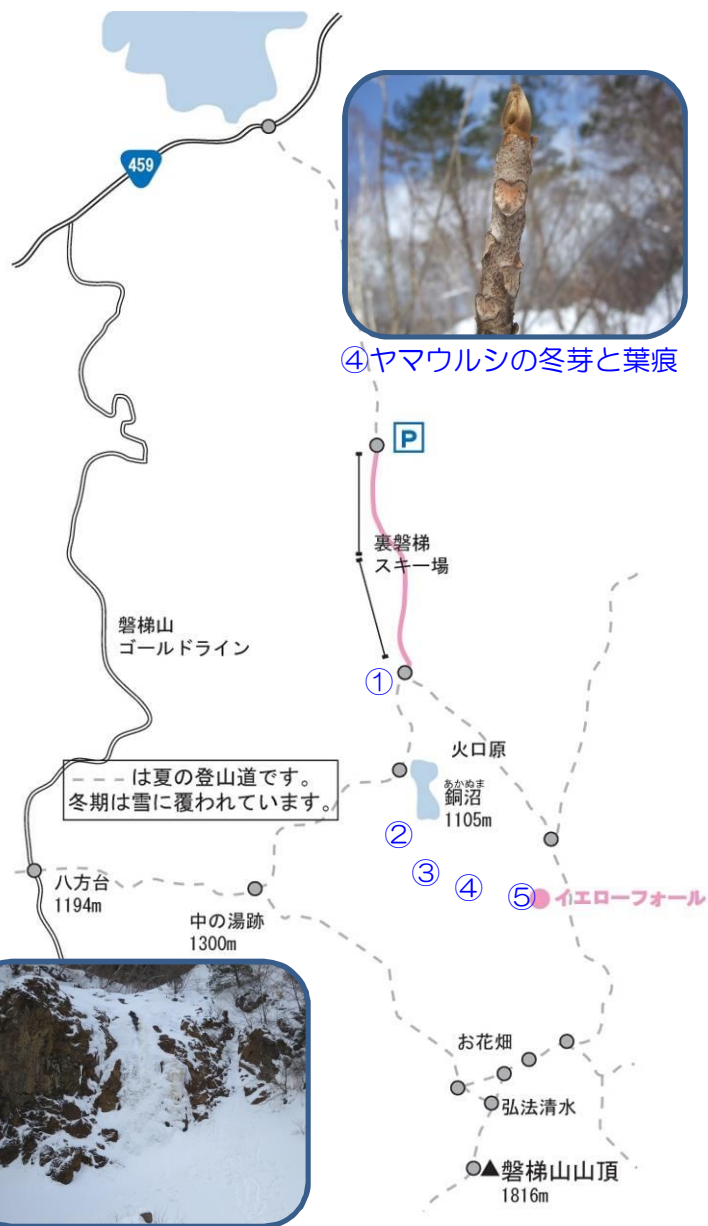 459
④ヤマウルシの冬芽と葉痕
P
裏磐梯
スキー場
磐梯山
ゴールドライン
①
火口原
あかぬま
銅沼
1105m
--- は夏の登山道です。
冬期は雪に覆われています。
②
③
④
⑤
イエローフォール
八方台
1194m
中の湯跡
1300m
お花畑
弘法清水
▲磐梯山山頂
1816m